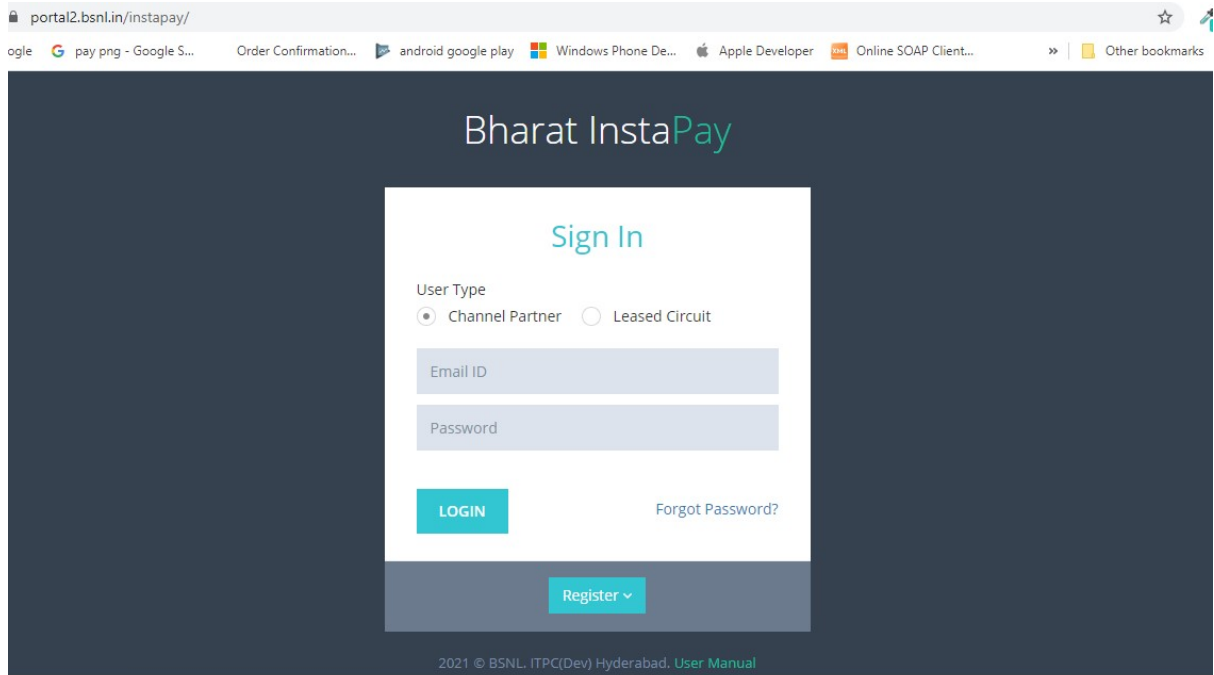 portal2.bsnl.in/instapay/
ogle pay png - Google S... Order Confirmation... android google play Windows Phone De... Apple Developer XML Online SOAP Client... » Other bookmarks
Bharat InstaPay
Sign In
User Type
Channel Partner Leased Circuit
Email ID
Password
LOGIN Forgot Password?
Register
2021 © BSNL. ITPC(Dev) Hyderabad. User Manual